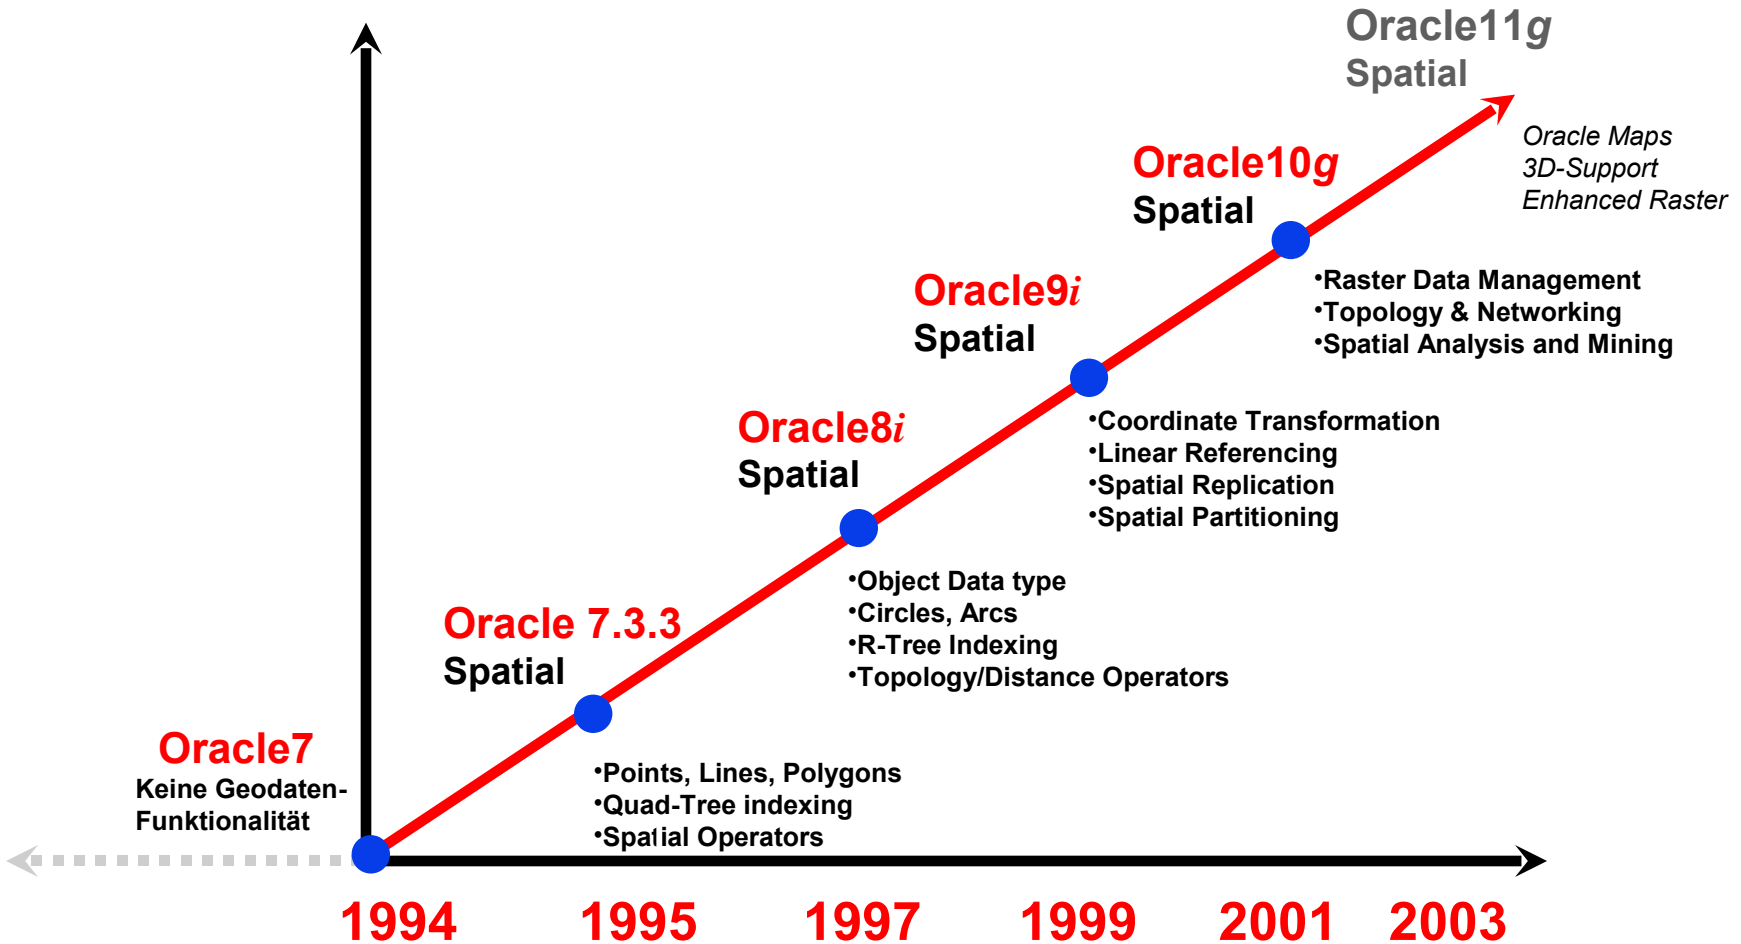 Oracle11g
Spatial
Oracle Maps
3D-Support
Enhanced Raster
Oracle10g
Spatial
•Raster Data Management
•Topology & Networking
•Spatial Analysis and Mining
Oracle9i
Spatial
•Coordinate Transformation
•Linear Referencing
•Spatial Replication
•Spatial Partitioning
Oracle8i
Spatial
•Object Data type
•Circles, Arcs
•R-Tree Indexing
•Topology/Distance Operators
Oracle 7.3.3
Spatial
•Points, Lines, Polygons
•Quad-Tree indexing
•Spatial Operators
Oracle7
Keine Geodaten-
Funktionalität
1994 1995 1997 1999 2001 2003